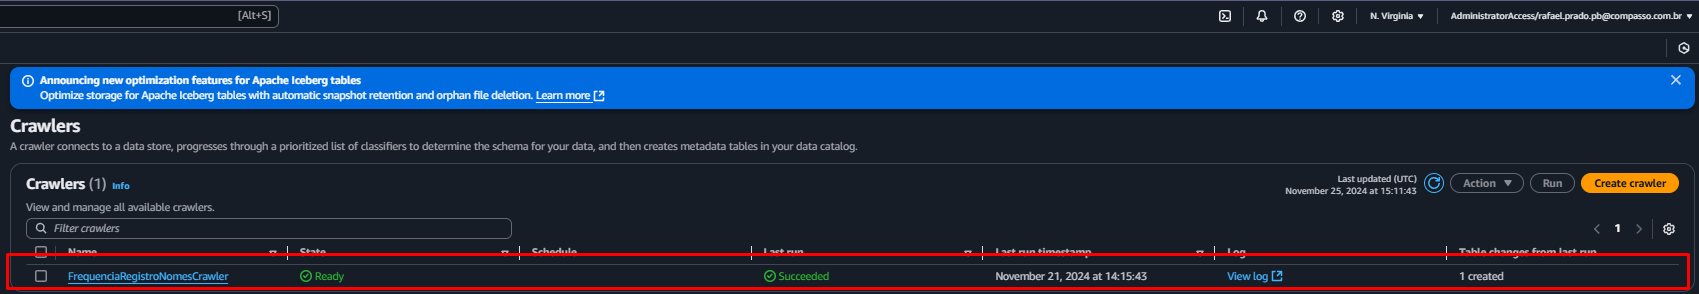 [Alt+S]
N. Virginia
AdministratorAccess/rafael.prado.pb@compasso.com.br
Announcing new optimization features for Apache Iceberg tables
Optimize storage for Apache Iceberg tables with automatic snapshot retention and orphan file deletion. Learn more
Crawlers
A crawler connects to a data store, progresses through a prioritized list of classifiers to determine the schema for your data, and then creates metadata tables in your data catalog.
Crawlers (1) Info
Last updated (UTC)
November 25, 2024 at 15:11:43
Action
Run
Create crawler
View and manage all available crawlers.
Filter crawlers
1
Name State Schedule Last run Last run timestamp Log Table changes from last run
FrequenciaRegistroNomesCrawler Ready Succeeded November 21, 2024 at 14:15:43 View log 1 created